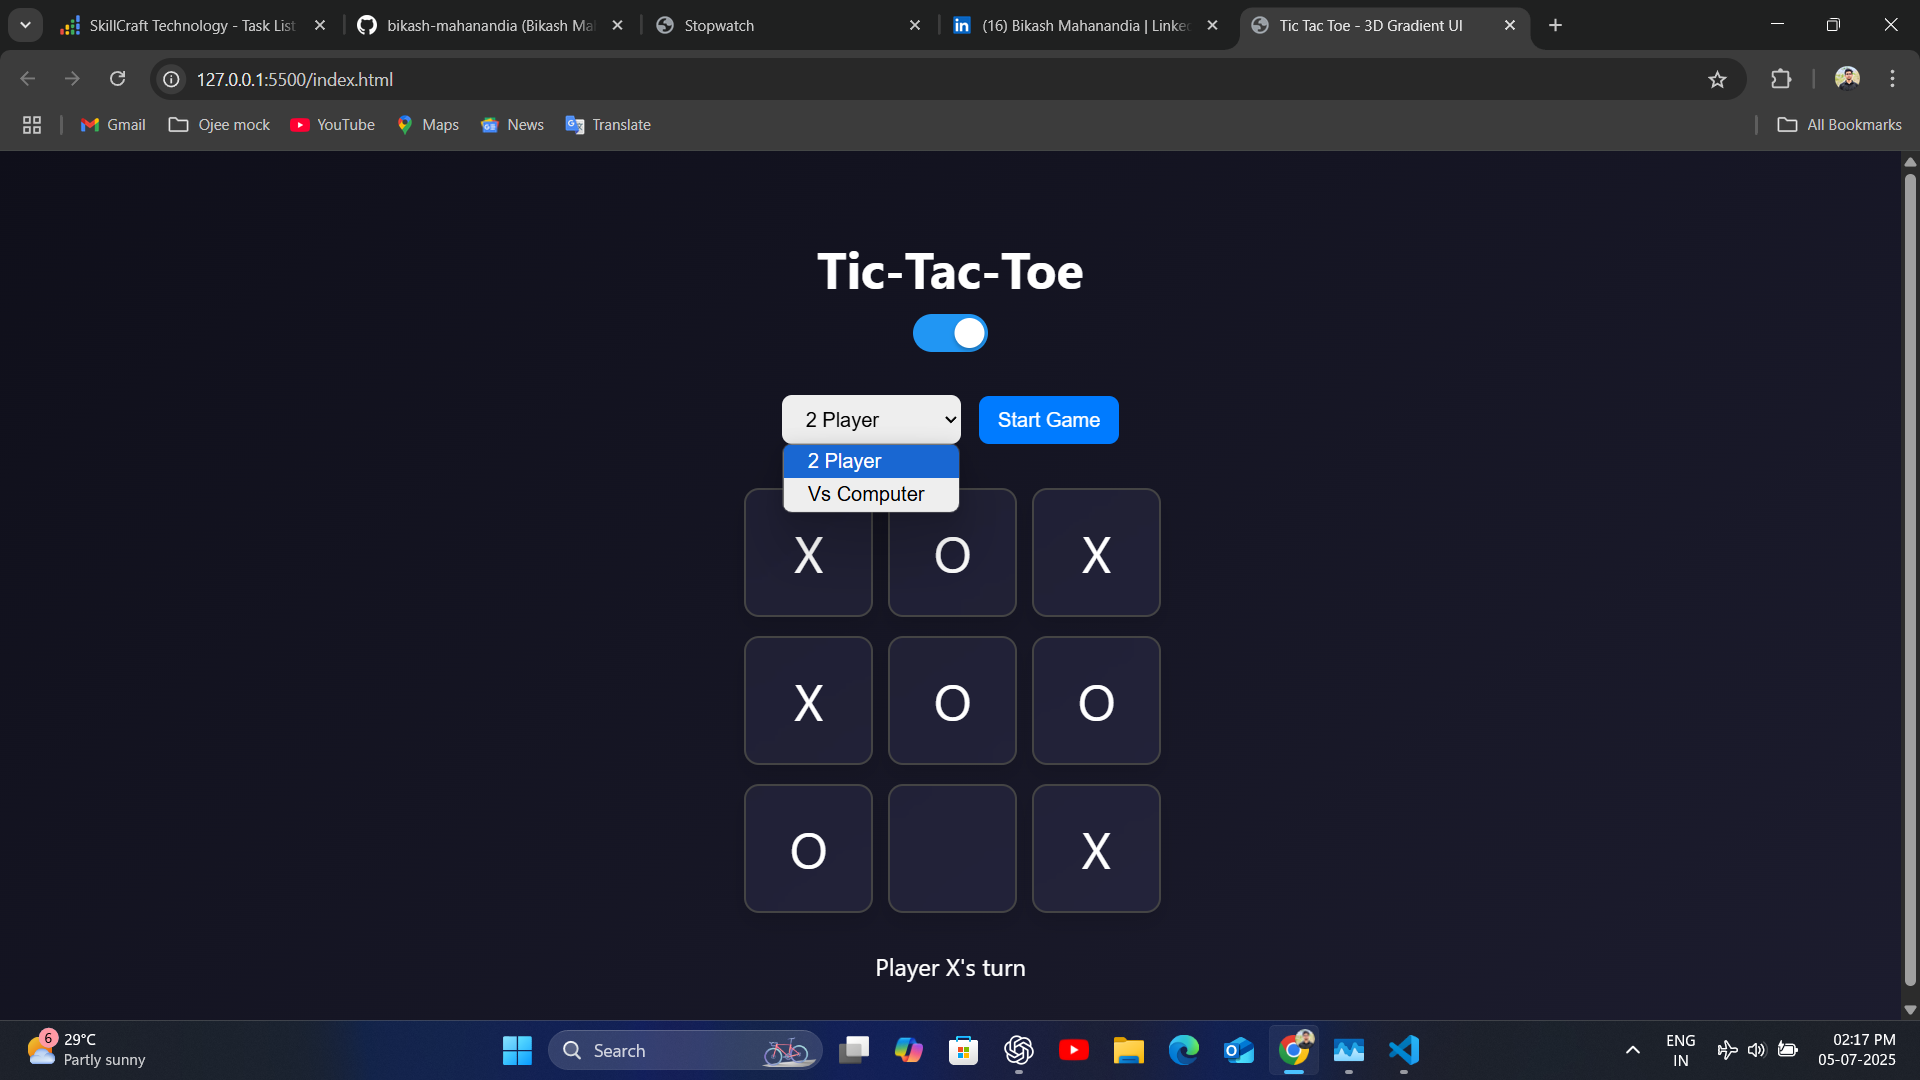 SkillCraft Technology - Task List
bikash-mahanandia (Bikash Mah
Stopwatch
(16) Bikash Mahanandia | Linke
Tic Tac Toe - 3D Gradient UI
127.0.0.1:5500/index.html
Gmail
Ojee mock
YouTube
Maps
News
Translate
All Bookmarks
Tic-Tac-Toe
2 Player
Start Game
2 Player
Vs Computer
X O X
X O O
O X
Player X's turn
6
29°C
Partly sunny
Search
ENG
IN
02:17 PM
05-07-2025